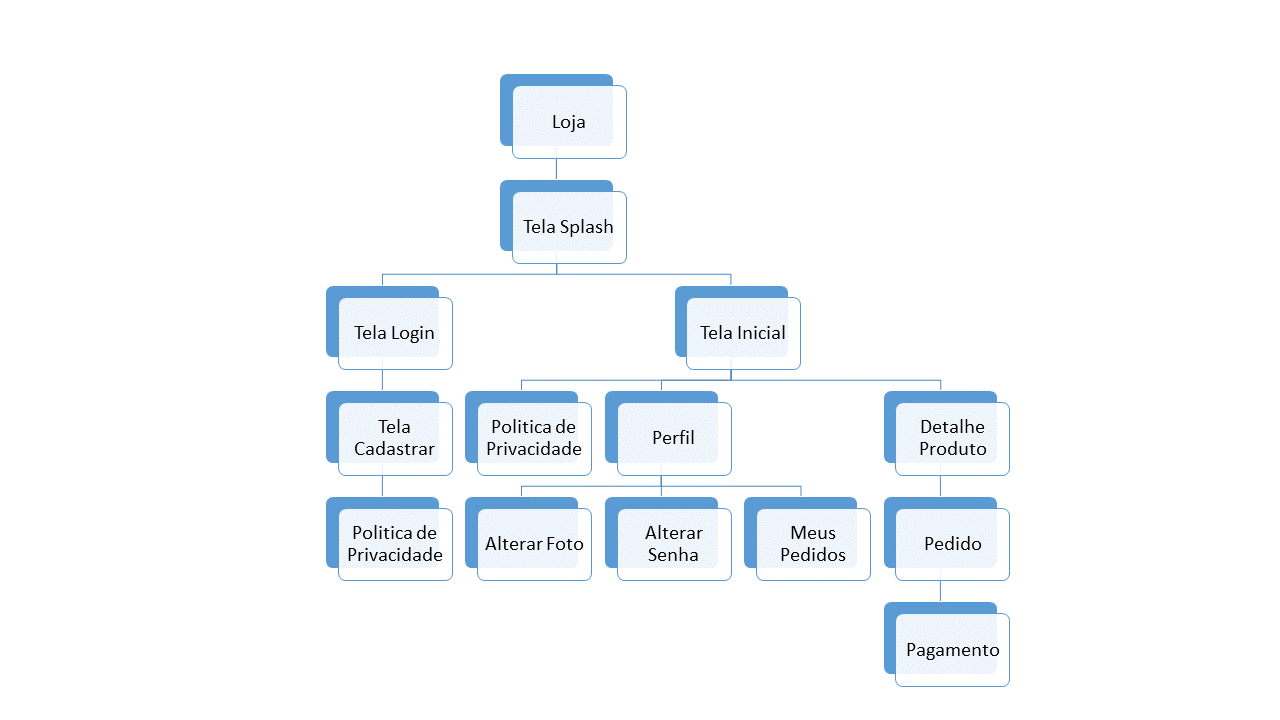 Loja
Tela Splash
Tela Login
Tela Inicial
Tela
Cadastrar
Politica de
Privacidade
Perfil
Detalhe
Produto
Politica de
Privacidade
Alterar Foto
Alterar
Senha
Meus
Pedidos
Pedido
Pagamento